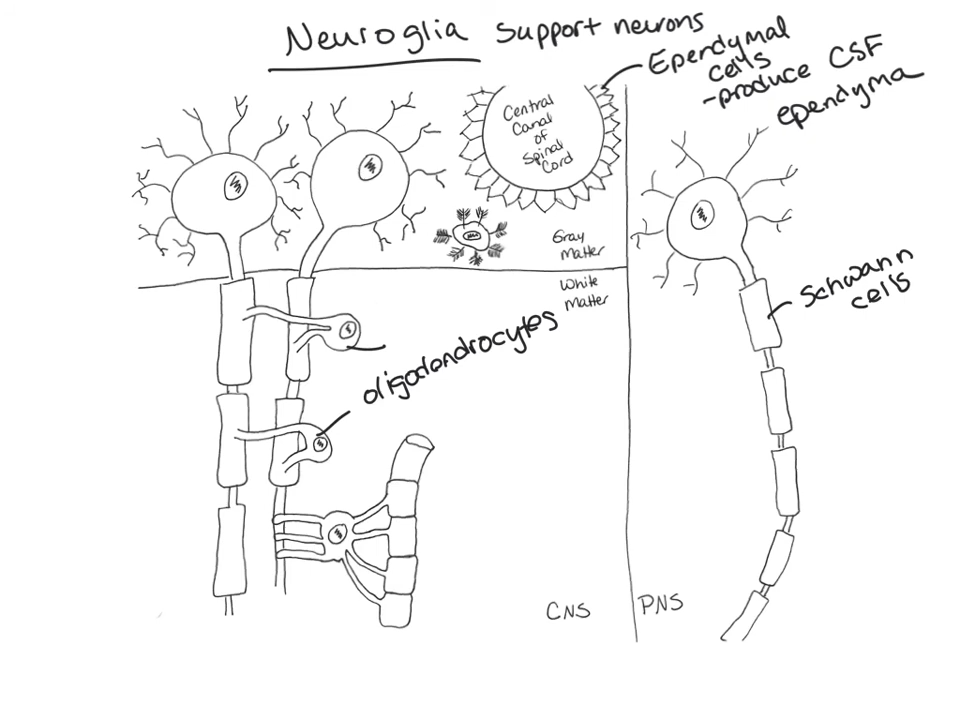 Neuroglia support neurons
Ependymal
cells
-produce CSF
ependyma
Central
Canal
of
Spinal
Cord
Gray
Matter
White
Matter
Schwann
cells
oligodendrocytes
CNS
PNS